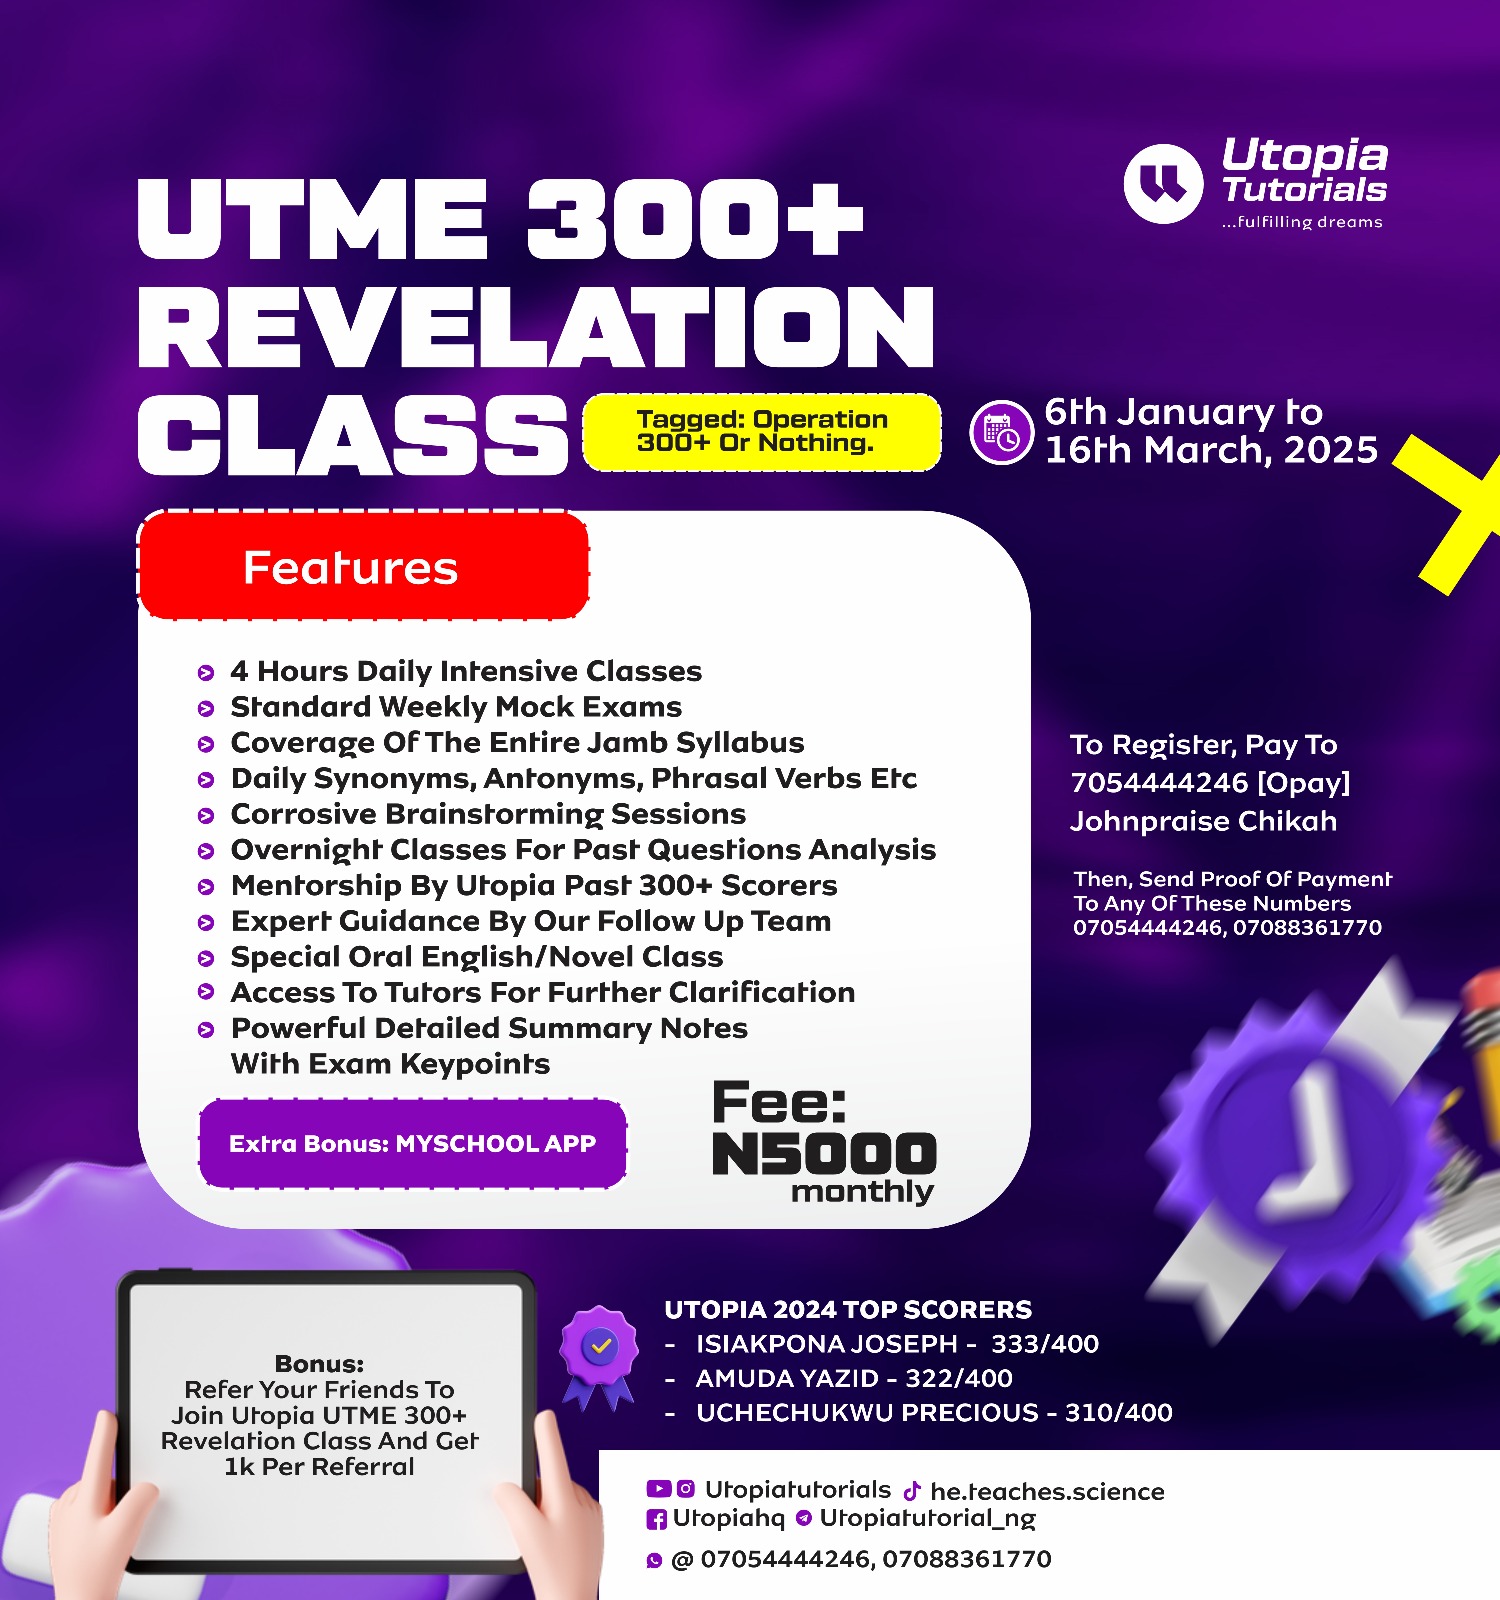 Utopia
Tutorials
...fulfilling dreams
UTME 300+
REVELATION
CLASS
Tagged: Operation
300+ Or Nothing.
6th January to
16th March, 2025
Features
4 Hours Daily Intensive Classes
Standard Weekly Mock Exams
Coverage Of The Entire Jamb Syllabus
Daily Synonyms, Antonyms, Phrasal Verbs Etc
Corrosive Brainstorming Sessions
Overnight Classes For Past Questions Analysis
Mentorship By Utopia Past 300+ Scorers
Expert Guidance By Our Follow Up Team
Special Oral English/Novel Class
Access To Tutors For Further Clarification
Powerful Detailed Summary Notes
With Exam Keypoints
Extra Bonus: MYSCHOOL APP
Fee:
N5000
monthly
To Register, Pay To
7054444246 [Opay]
Johnpraise Chikah
Then, Send Proof Of Payment
To Any Of These Numbers
07054444246, 07088361770
Bonus:
Refer Your Friends To
Join Utopia UTME 300+
Revelation Class And Get
1k Per Referral
UTOPIA 2024 TOP SCORERS
- ISIAKPONA JOSEPH - 333/400
- AMUDA YAZID - 322/400
- UCHECHUKWU PRECIOUS - 310/400
Utopiatutorials he.teaches.science
Utopiahq Utopiatutorial_ng
@ 07054444246, 07088361770